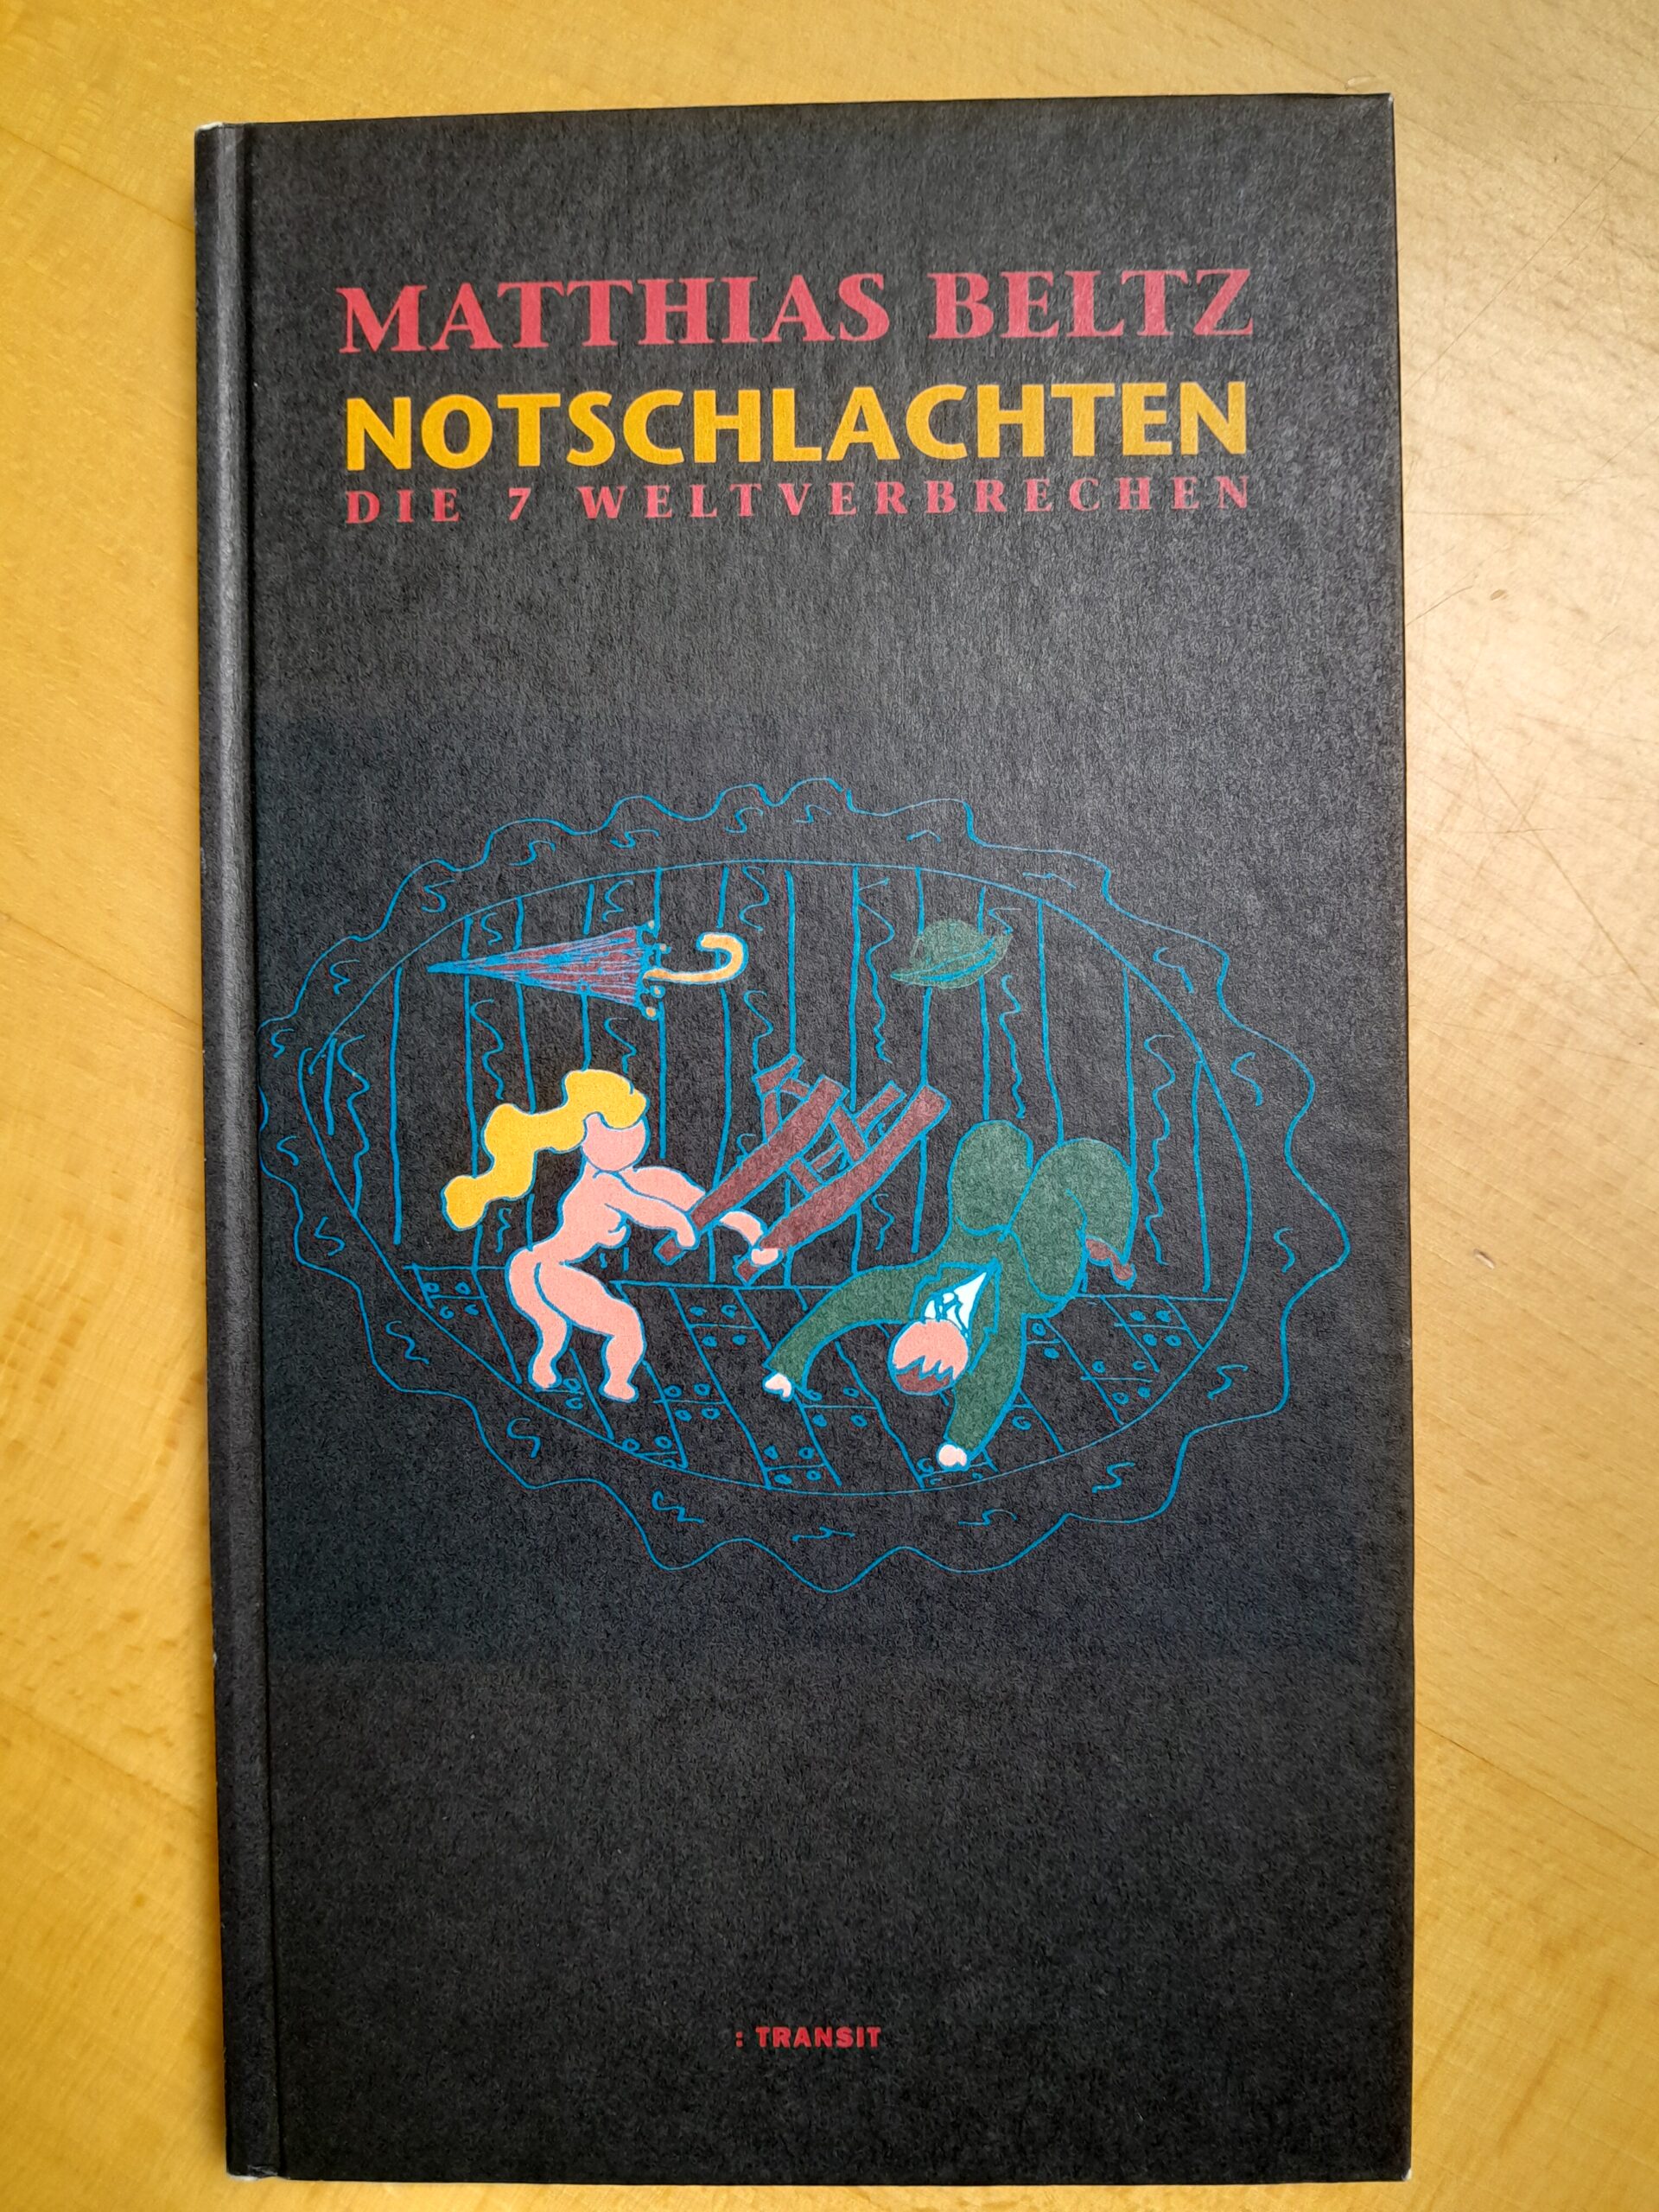 MATTHIAS BELTZ
NOTSCHLACHTEN
DIE 7 WELTVERBRECHEN
: TRANSIT